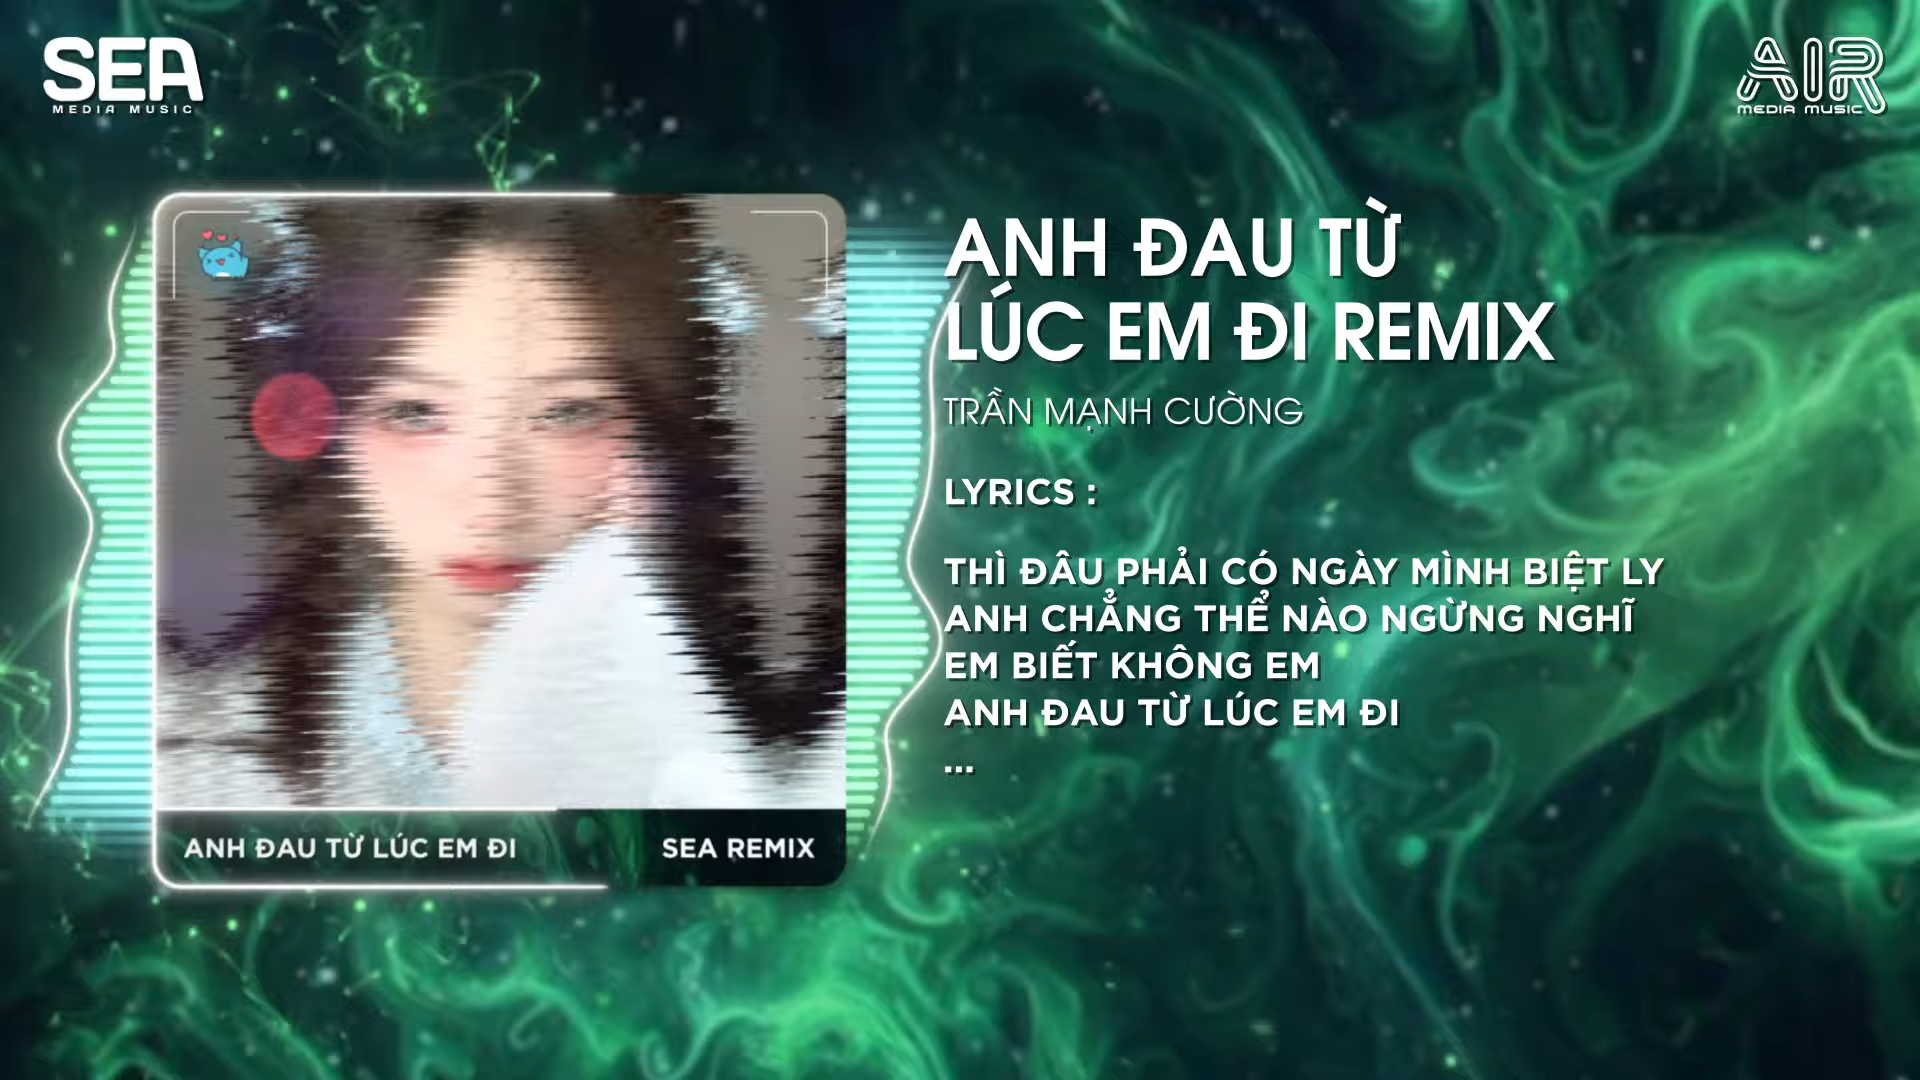 SEA
MEDIA MUSIC
AIR
MEDIA MUSIC
ANH ĐAU TỪ
LÚC EM ĐI REMIX
TRẦN MẠNH CƯỜNG
LYRICS :
THÌ ĐÂU PHẢI CÓ NGÀY MÌNH BIỆT LY
ANH CHẲNG THỂ NÀO NGỪNG NGHĨ
EM BIẾT KHÔNG EM
ANH ĐAU TỪ LÚC EM ĐI
...
ANH ĐAU TỪ LÚC EM ĐI
SEA REMIX